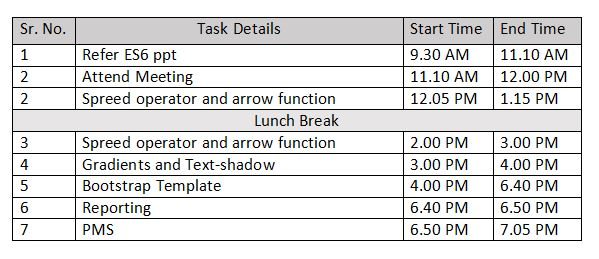 Sr. No. Task Details Start Time End Time
1 Refer ES6 ppt 9.30 AM 11.10 AM
2 Attend Meeting 11.10 AM 12.00 PM
2 Spreed operator and arrow function 12.05 PM 1.15 PM
Lunch Break
3 Spreed operator and arrow function 2.00 PM 3.00 PM
4 Gradients and Text-shadow 3.00 PM 4.00 PM
5 Bootstrap Template 4.00 PM 6.40 PM
6 Reporting 6.40 PM 6.50 PM
7 PMS 6.50 PM 7.05 PM